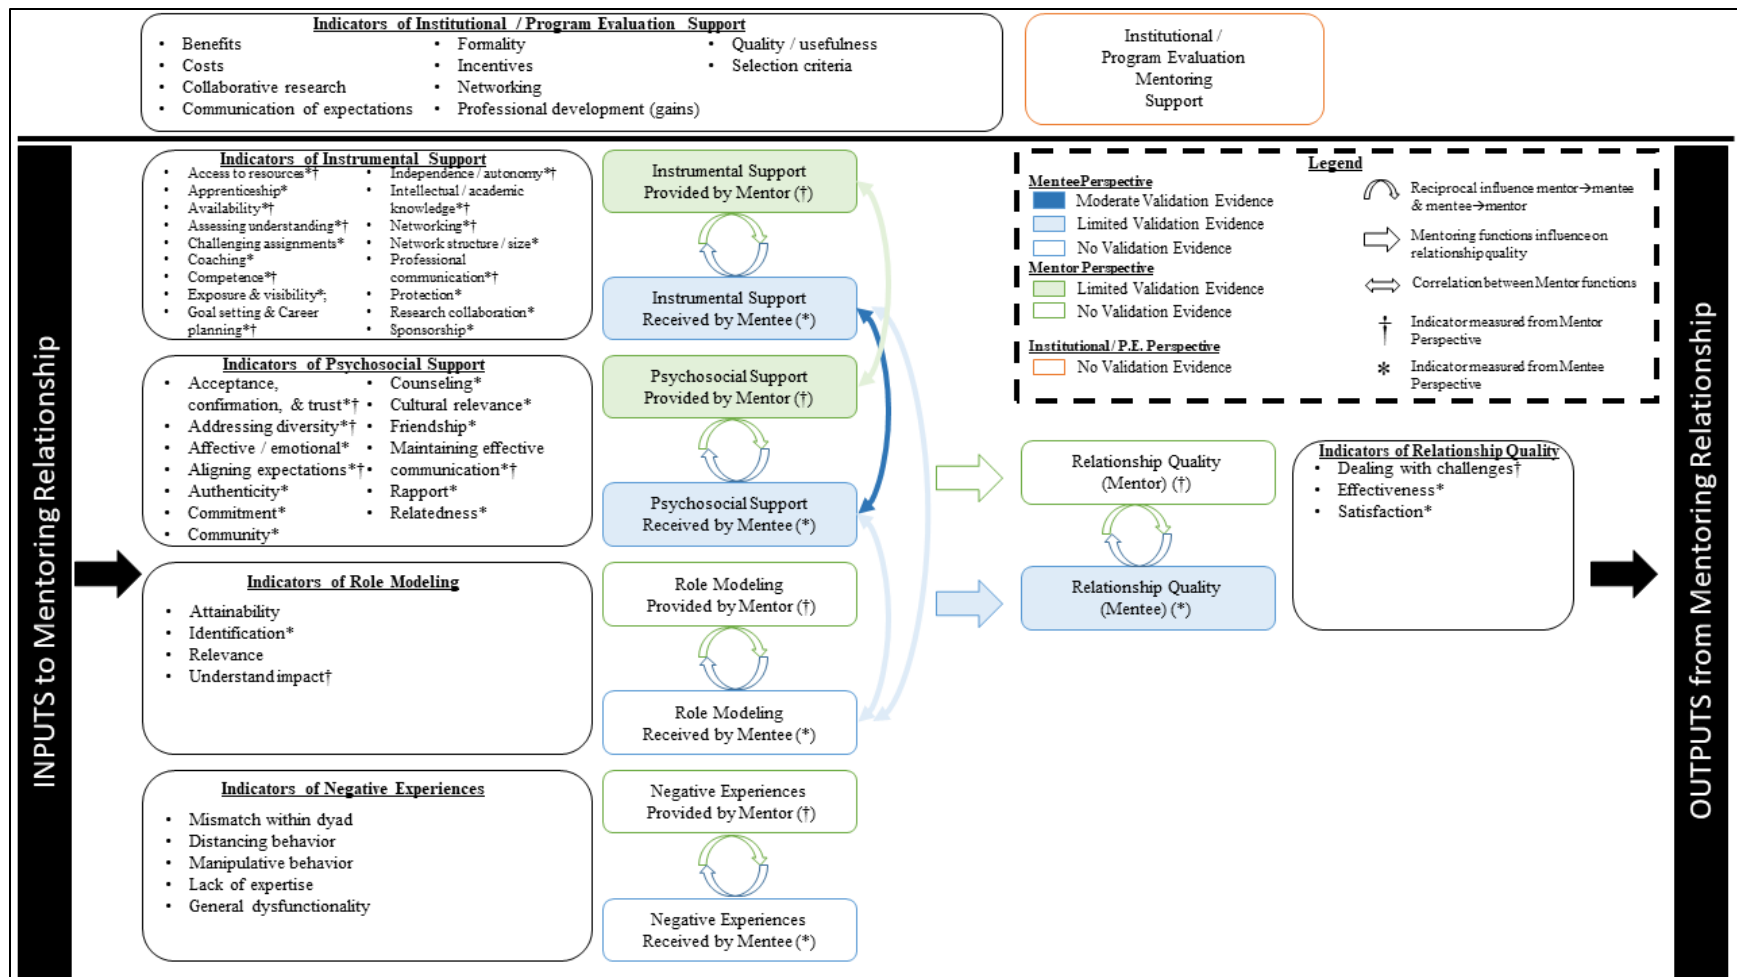 Indicators of Institutional / Program Evaluation Support
• Benefits
• Costs
• Collaborative research
• Communication of expectations
• Formality
• Incentives
• Networking
• Professional development (gains)
• Quality / usefulness
• Selection criteria
Institutional /
Program Evaluation
Mentoring
Support
INPUTS to Mentoring Relationship
Indicators of Instrumental Support
• Access to resources*†
• Apprenticeship*
• Availability*†
• Assessing understanding*†
• Challenging assignments*
• Coaching*
• Competence*†
• Exposure & visibility*;
• Goal setting & Career
planning*†
• Independence / autonomy*†
• Intellectual / academic
knowledge*†
• Networking*†
• Network structure / size*
• Professional
communication*†
• Protection*
• Research collaboration*
• Sponsorship*
Instrumental Support
Provided by Mentor (†)
Instrumental Support
Received by Mentee (*)
Indicators of Psychosocial Support
• Acceptance,
confirmation, & trust*†
• Addressing diversity*†
• Affective / emotional*
• Aligning expectations*†
• Authenticity*
• Commitment*
• Community*
• Counseling*
• Cultural relevance*
• Friendship*
• Maintaining effective
communication*†
• Rapport*
• Relatedness*
Psychosocial Support
Provided by Mentor (†)
Psychosocial Support
Received by Mentee (*)
Indicators of Role Modeling
• Attainability
• Identification*
• Relevance
• Understand impact†
Role Modeling
Provided by Mentor (†)
Role Modeling
Received by Mentee (*)
Indicators of Negative Experiences
• Mismatch within dyad
• Distancing behavior
• Manipulative behavior
• Lack of expertise
• General dysfunctionality
Negative Experiences
Provided by Mentor (†)
Negative Experiences
Received by Mentee (*)
Legend
Mentee Perspective
Moderate Validation Evidence
Limited Validation Evidence
No Validation Evidence
Mentor Perspective
Limited Validation Evidence
No Validation Evidence
Institutional / P.E. Perspective
No Validation Evidence
Reciprocal influence mentor→mentee
& mentee→mentor
Mentoring functions influence on
relationship quality
Correlation between Mentor functions
† Indicator measured from Mentor
Perspective
* Indicator measured from Mentee
Perspective
Relationship Quality
(Mentor) (†)
Relationship Quality
(Mentee) (*)
Indicators of Relationship Quality
• Dealing with challenges†
• Effectiveness*
• Satisfaction*
OUTPUTS from Mentoring Relationship